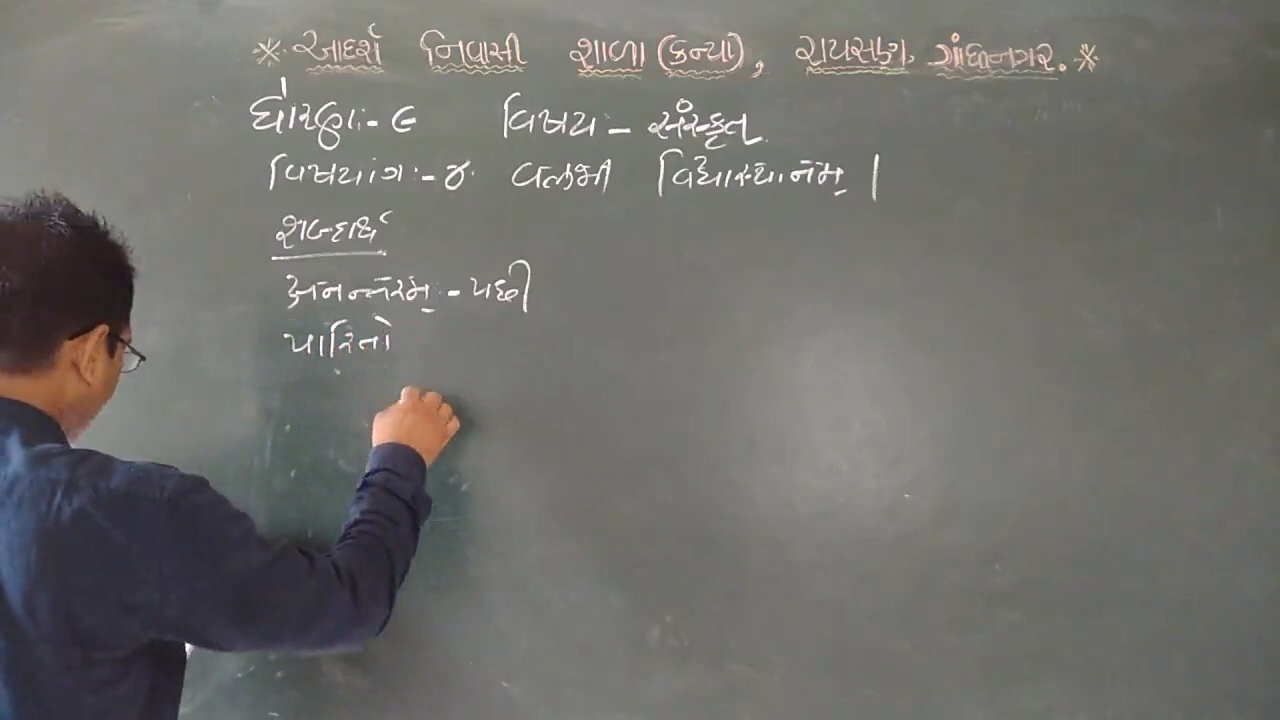 * આદર્શ નિવાસી શાળા (કન્યા), રાયસણ, ગાંધીનગર. *
ધોરણઃ- ૯ વિષયઃ- સંસ્કૃત
વિષયાંગઃ- ૪. વલભી વિદ્યાસ્થાનમ્ |
શબ્દાર્થ
અનન્તરમ્ - પછી
પારિતો